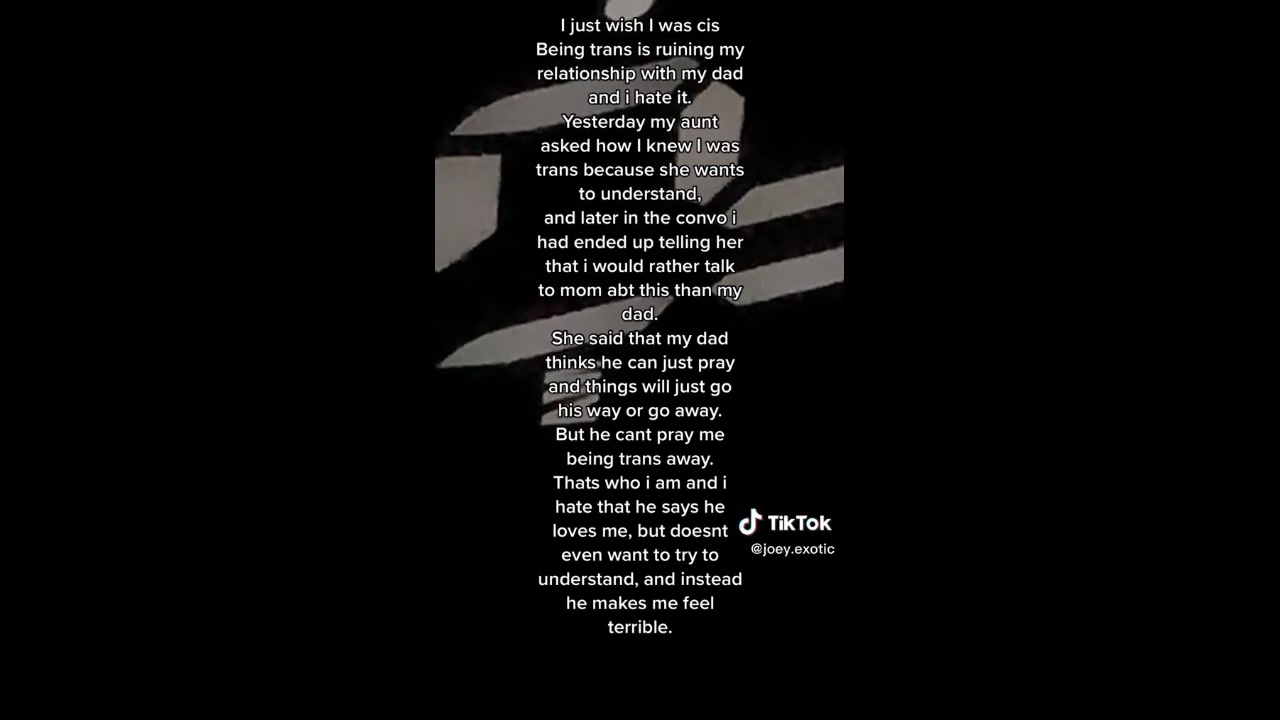 I just wish I was cis
Being trans is ruining my
relationship with my dad
and i hate it.
Yesterday my aunt
asked how I knew I was
trans because she wants
to understand,
and later in the convo i
had ended up telling her
that i would rather talk
to mom abt this than my
dad.
She said that my dad
thinks he can just pray
and things will just go
his way or go away.
But he cant pray me
being trans away.
Thats who i am and i
hate that he says he
loves me, but doesnt
even want to try to
understand, and instead
he makes me feel
terrible.
TikTok
@joey.exotic